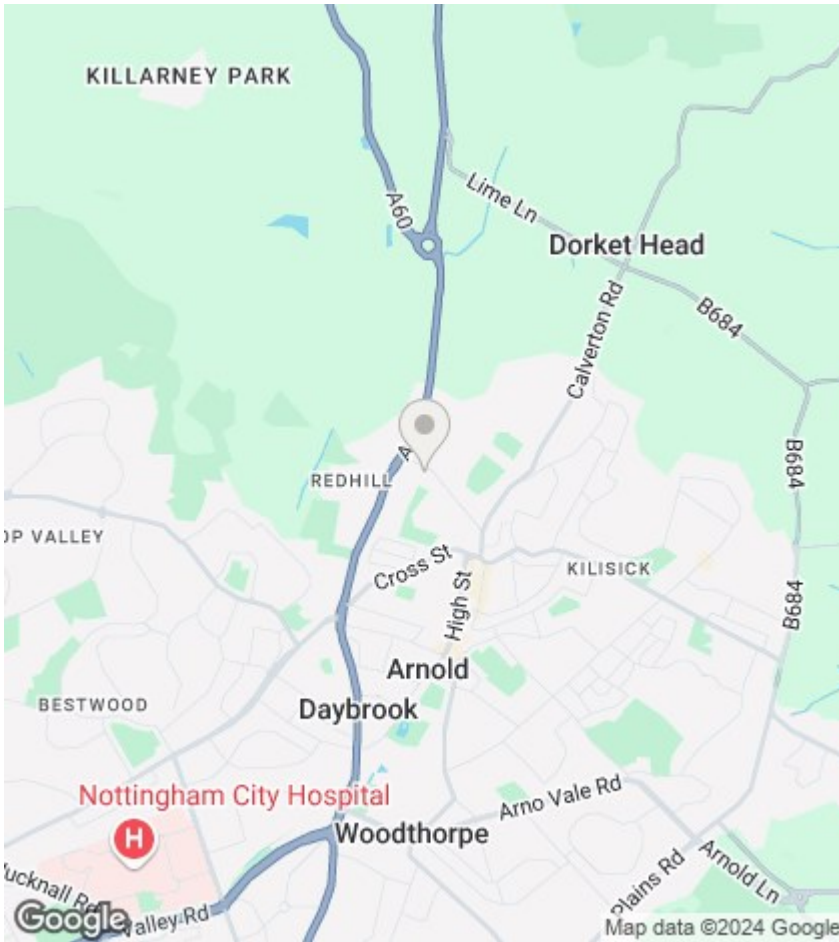 KILLARNEY PARK
A60
Lime Ln
Dorket Head
B684
Calverton Rd
A
REDHILL
B684
OP VALLEY
Cross St
KILISICK
High St
B684
Arnold
BESTWOOD
Daybrook
Nottingham City Hospital
H
Arno Vale Rd
Woodthorpe
Plains Rd
Arnold Ln
Hucknall Rd
Valley Rd
Google
Map data ©2024 Google